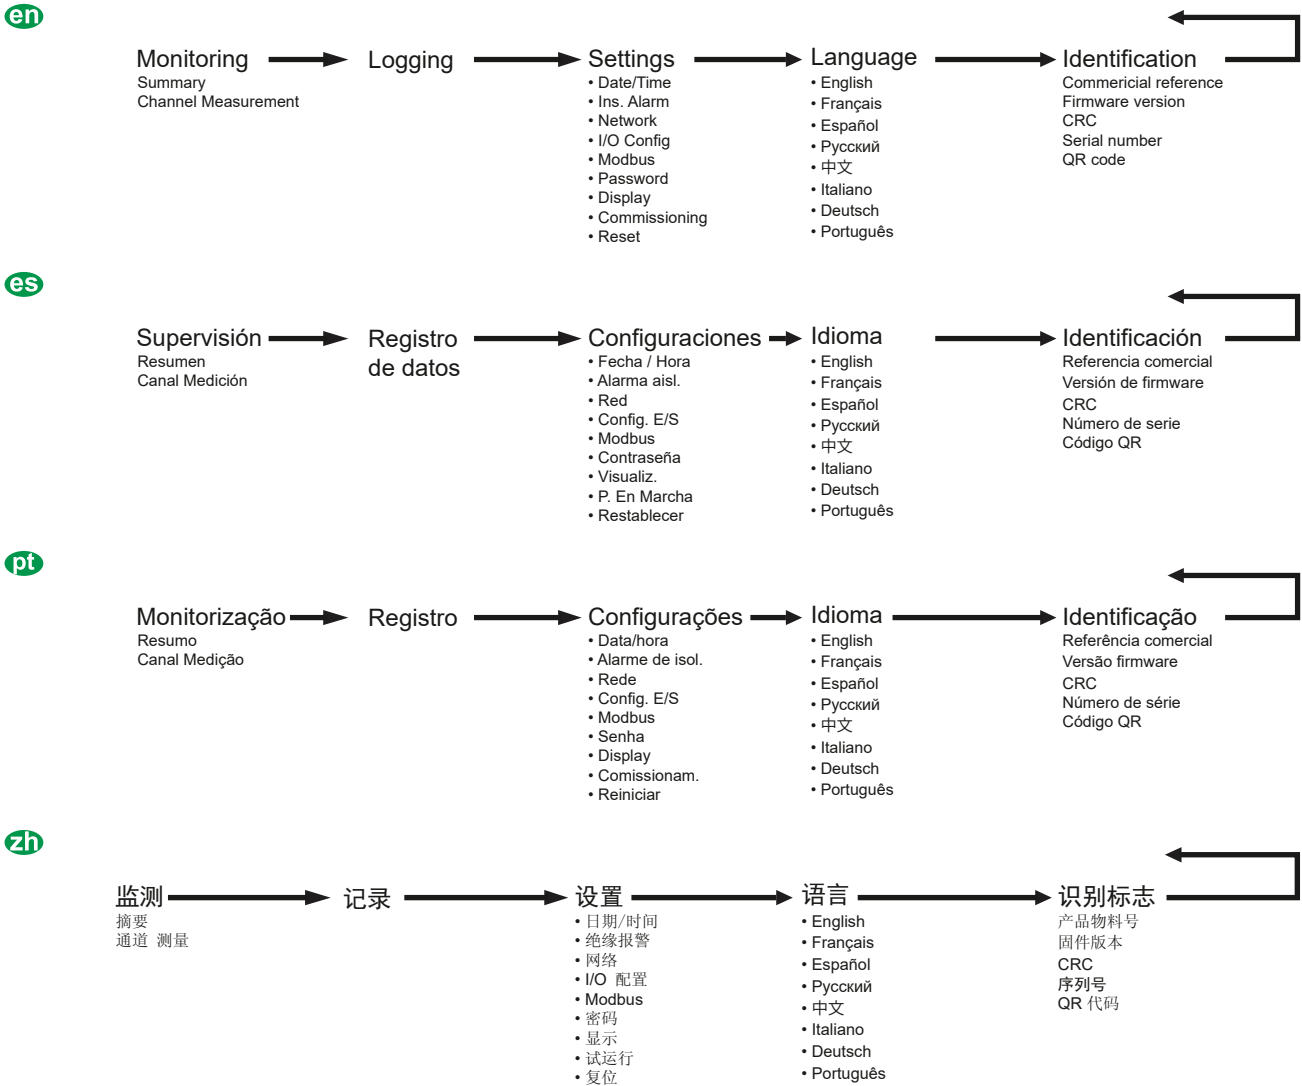 en
Monitoring
Summary
Channel Measurement
Logging
Settings
• Date/Time
• Ins. Alarm
• Network
• I/O Config
• Modbus
• Password
• Display
• Commissioning
• Reset
Language
• English
• Français
• Español
• Русский
• 中文
• Italiano
• Deutsch
• Português
Identification
Commericial reference
Firmware version
CRC
Serial number
QR code
es
Supervisión
Resumen
Canal Medición
Registro
de datos
Configuraciones
• Fecha / Hora
• Alarma aisl.
• Red
• Config. E/S
• Modbus
• Contraseña
• Visualiz.
• P. En Marcha
• Restablecer
Idioma
• English
• Français
• Español
• Русский
• 中文
• Italiano
• Deutsch
• Português
Identificación
Referencia comercial
Versión de firmware
CRC
Número de serie
Código QR
pt
Monitorização
Resumo
Canal Medição
Registro
Configurações
• Data/hora
• Alarme de isol.
• Rede
• Config. E/S
• Modbus
• Senha
• Display
• Comissionam.
• Reiniciar
Idioma
• English
• Français
• Español
• Русский
• 中文
• Italiano
• Deutsch
• Português
Identificação
Referência comercial
Versão firmware
CRC
Número de série
Código QR
zh
监测
摘要
通道 测量
记录
设置
• 日期/时间
• 绝缘报警
• 网络
• I/O 配置
• Modbus
• 密码
• 显示
• 试运行
• 复位
语言
• English
• Français
• Español
• Русский
• 中文
• Italiano
• Deutsch
• Português
识别标志
产品物料号
固件版本
CRC
序列号
QR 代码